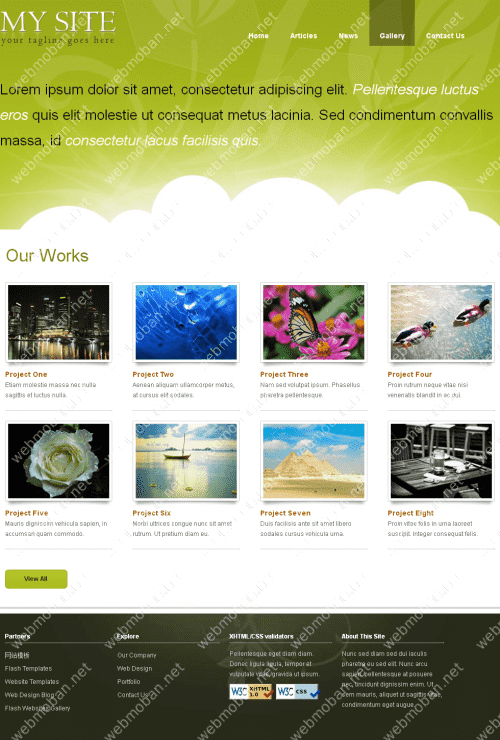 MY SITE
your tagline goes here
Home Articles News Gallery Contact Us
Lorem ipsum dolor sit amet, consectetur adipiscing elit. Pellentesque luctus
eros quis elit molestie ut consequat metus lacinia. Sed condimentum convallis
massa, id consectetur lacus facilisis quis.
Our Works
Project One
Etiam molestie massa nec nulla
sagittis et luctus nulla.
Project Two
Aenean aliquam ullamcorper metus,
at cursus elit sodales.
Project Three
Nam sed volutpat ipsum. Phasellus
pharetra pellentesque.
Project Four
Proin rutrum neque vitae nisi
venenatis blandit in ac dui.
Project Five
Mauris dignissim vehicula sapien, in
accumsan quam commodo.
Project Six
Morbi ultrices congue nunc sit amet
rutrum. Ut pretium diam eu.
Project Seven
Duis facilisis ante sit amet libero
sodales cursus vehicula urna.
Project Eight
Proin vitae felis in urna laoreet
suscipit. Integer consequat felis.
View All
Partners
网站模板
Flash Templates
Website Templates
Web Design Blog
Flash Websites Gallery
Explore
Our Company
Web Design
Portfolio
Contact Us
XHTML/CSS validators
Pellentesque eget diam diam.
Donec ligula ligula, tempor at
vulputate vitae, gravida ut ipsum.
W3C XHTML 1.0
W3C CSS
About This Site
Nunc sed diam sed dui iaculis
pharetra eu sed elit. Nunc arcu
sapien, pellentesque at posuere
nec, tincidunt dignissim enim. Ut
sem mauris, aliquet ut sagittis vitae,
condimentum eget augue.
webmoban.net